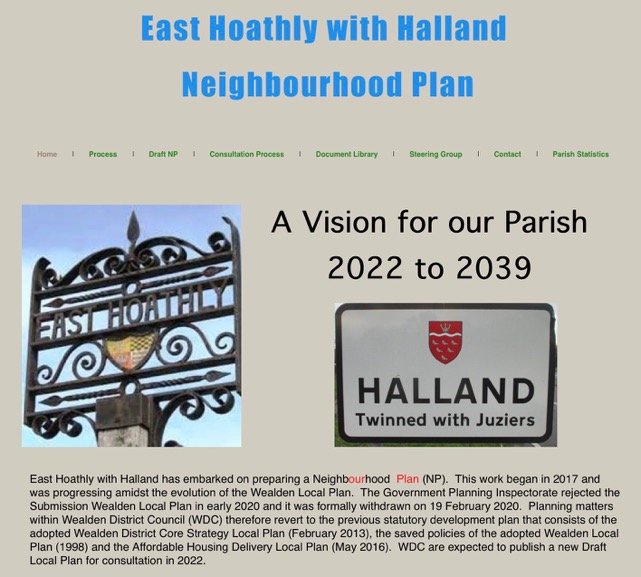 East Hoathly with Halland
Neighbourhood Plan
Home | Process | Draft NP | Consultation Process | Document Library | Steering Group | Contact | Parish Statistics
A Vision for our Parish
2022 to 2039
EAST HOATHLY
HALLAND
Twinned with Juziers
East Hoathly with Halland has embarked on preparing a Neighbourhood Plan (NP). This work began in 2017 and
was progressing amidst the evolution of the Wealden Local Plan. The Government Planning Inspectorate rejected the
Submission Wealden Local Plan in early 2020 and it was formally withdrawn on 19 February 2020. Planning matters
within Wealden District Council (WDC) therefore revert to the previous statutory development plan that consists of the
adopted Wealden District Core Strategy Local Plan (February 2013), the saved policies of the adopted Wealden Local
Plan (1998) and the Affordable Housing Delivery Local Plan (May 2016). WDC are expected to publish a new Draft
Local Plan for consultation in 2022.